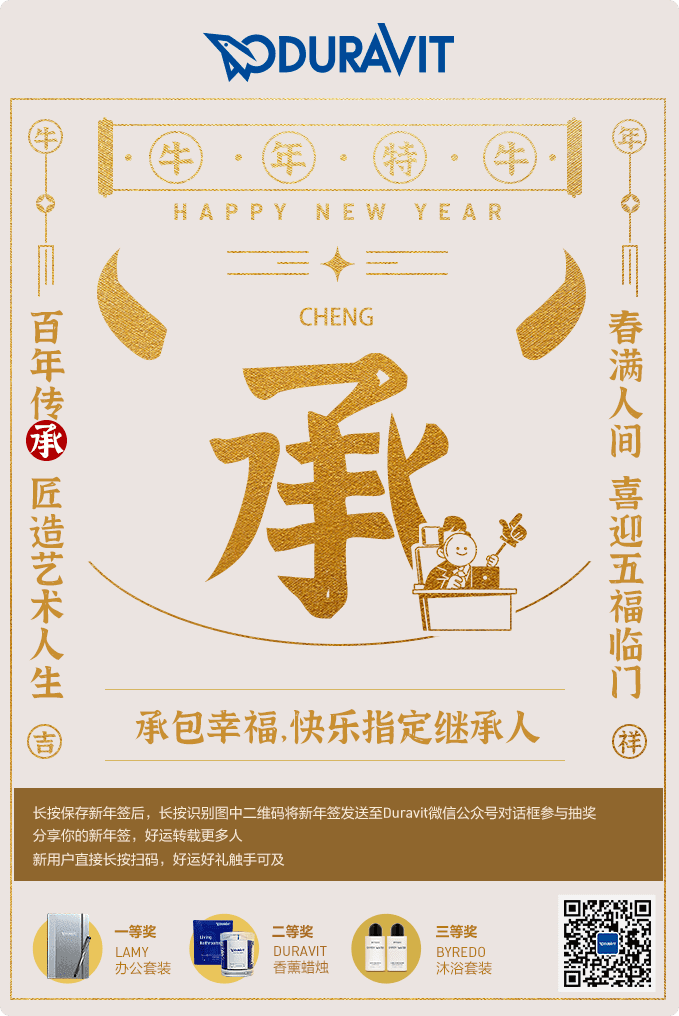 DURAVIT
牛年特牛
HAPPY NEW YEAR
CHENG
承
牛
百年传承 匠造艺术人生
吉
年
春满人间 喜迎五福临门
祥
承包幸福,快乐指定继承人
长按保存新年签后，长按识别图中二维码将新年签发送至Duravit微信公众号对话框参与抽奖
分享你的新年签，好运转载更多人
新用户直接长按扫码，好运好礼触手可及
一等奖
LAMY
办公套装
Living
Bathrooms
二等奖
DURAVIT
香薰蜡烛
三等奖
BYREDO
沐浴套装
DURAVIT